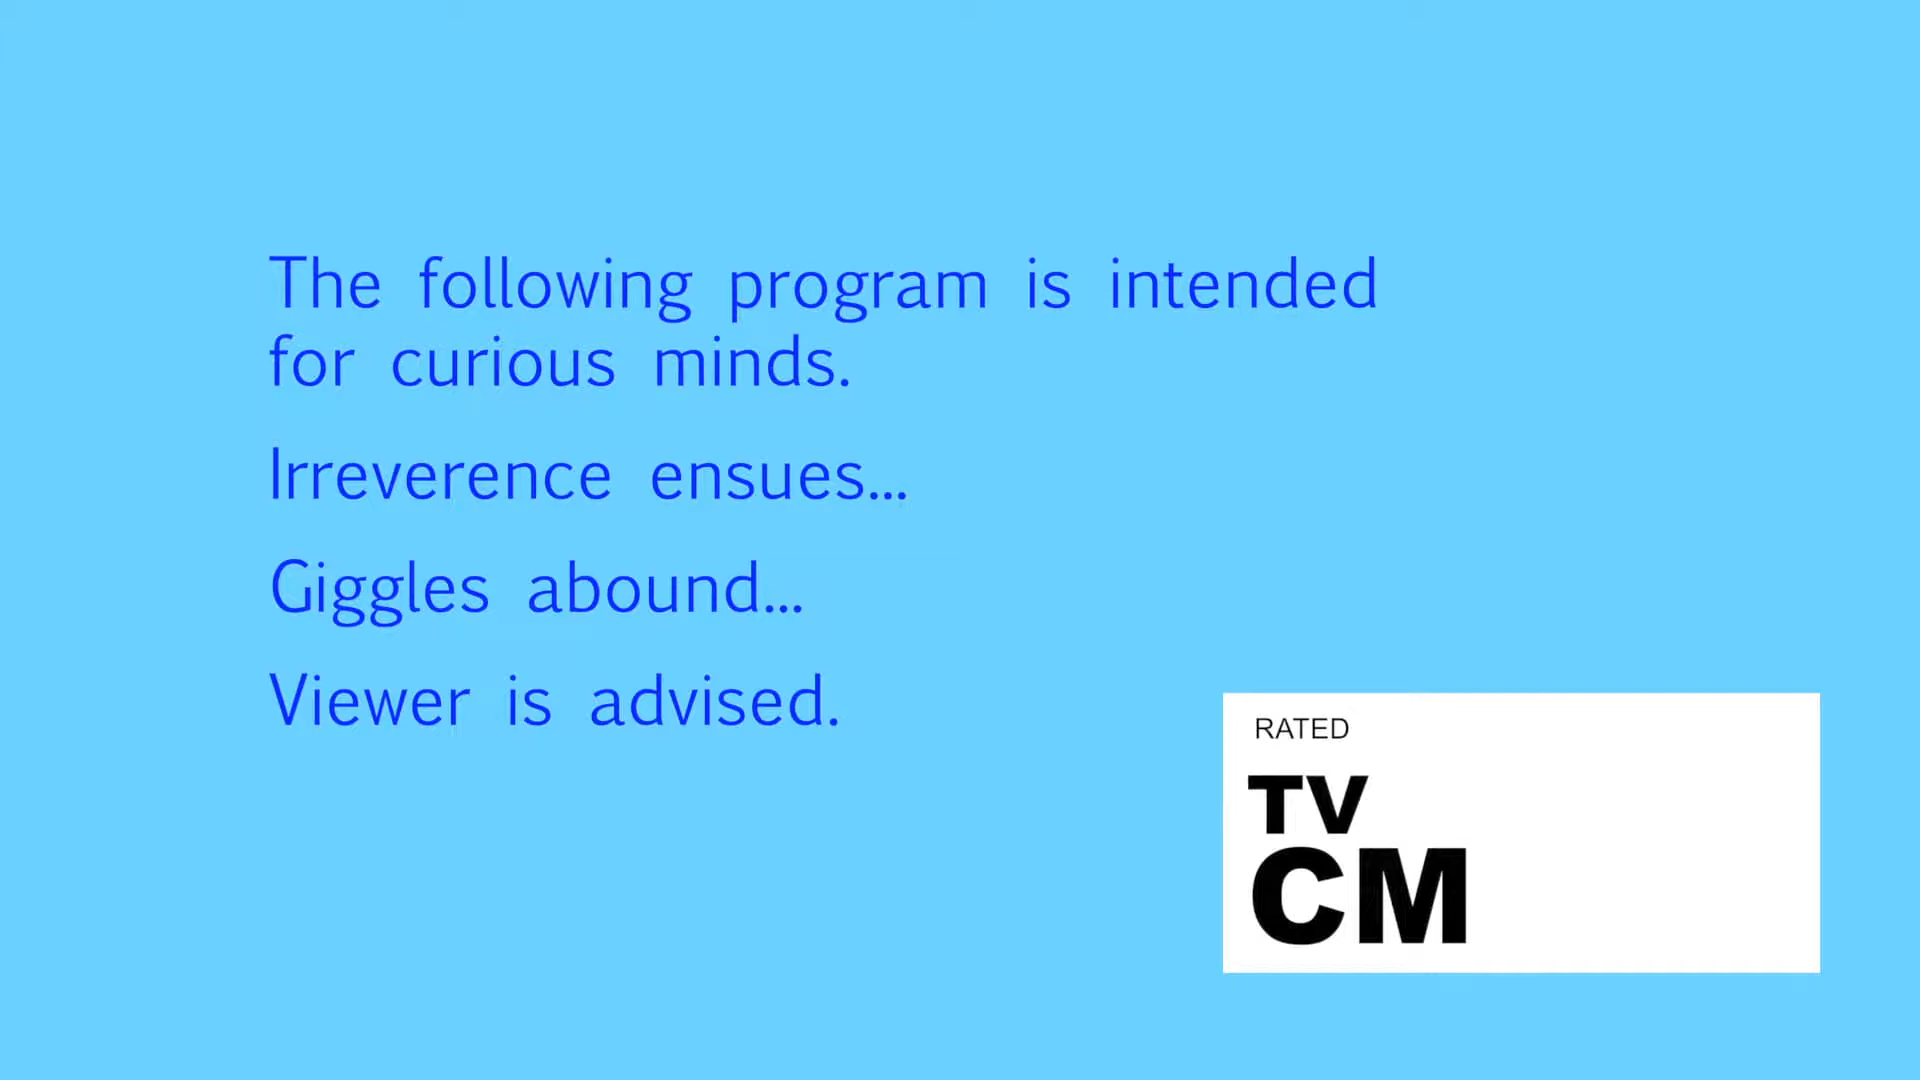 The following program is intended
for curious minds.
Irreverence ensues...
Giggles abound...
Viewer is advised.
RATED
TV
CM